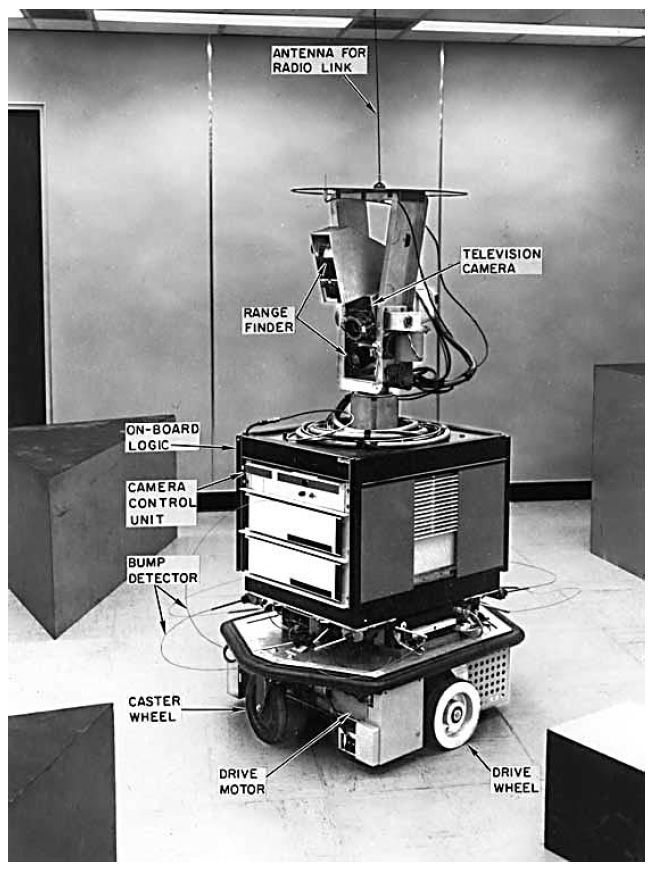 ANTENNA FOR
RADIO LINK
TELEVISION
CAMERA
RANGE
FINDER
ON-BOARD
LOGIC
CAMERA
CONTROL
UNIT
BUMP
DETECTOR
CASTER
WHEEL
DRIVE
MOTOR
DRIVE
WHEEL